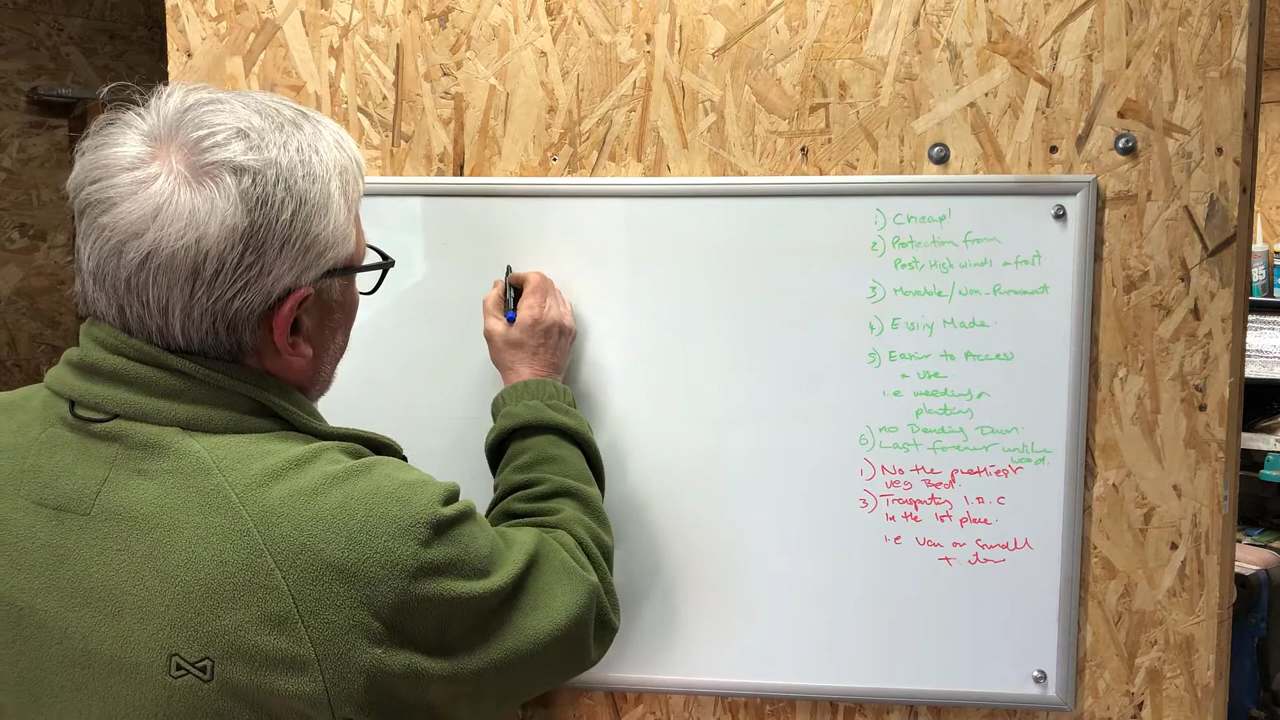 1) Cheap!
2) Protection from
Pest, High winds & frost.
3) Movable/Non-Permanent
4) Easily Made.
5) Easier to Access
+ use.
i.e weeding or
planting
no Bending Down.
6) Last forever unlike
wood.
1) No the prettiest
veg Bed.
3) Transporting I.B.C
In the 1st place.
i.e Van or Small
85